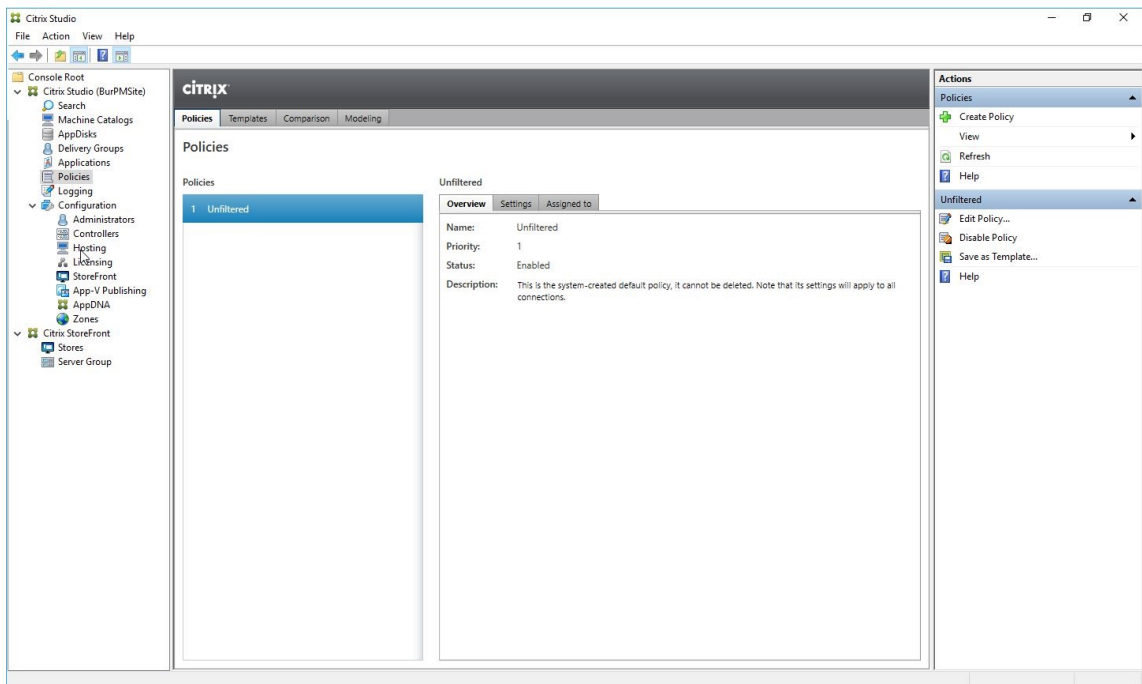 Citrix Studio
File Action View Help
Console Root
Citrix Studio (BurPMSite)
Search
Machine Catalogs
AppDisks
Delivery Groups
Applications
Policies
Logging
Configuration
Administrators
Controllers
Hosting
Licensing
StoreFront
App-V Publishing
AppDNA
Zones
Citrix StoreFront
Stores
Server Group
CITRIX
Policies Templates Comparison Modeling
Policies
Policies
1 Unfiltered
Unfiltered
Overview Settings Assigned to
Name: Unfiltered
Priority: 1
Status: Enabled
Description: This is the system-created default policy, it cannot be deleted. Note that its settings will apply to all
connections.
Actions
Policies
Create Policy
View
Refresh
Help
Unfiltered
Edit Policy...
Disable Policy
Save as Template...
Help